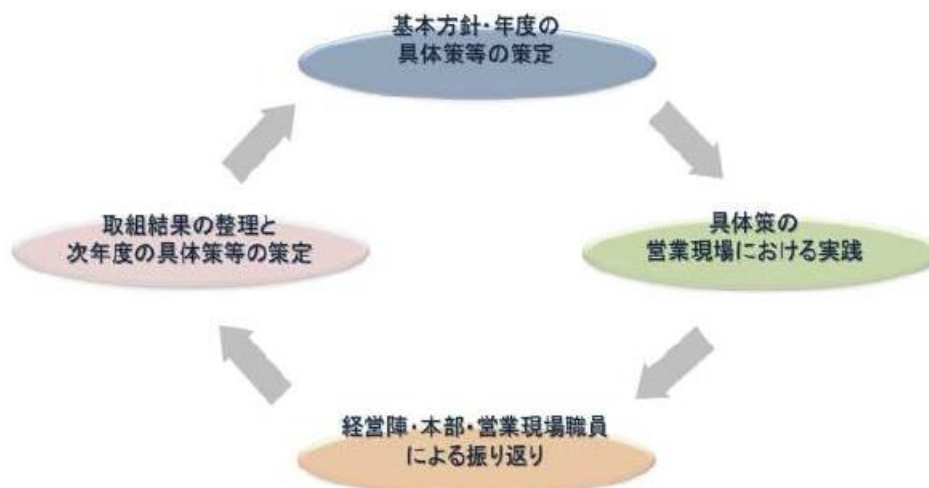 基本方針・年度の
具体策等の策定
具体策の
営業現場における実践
経営陣・本部・営業現場職員
による振り返り
取組結果の整理と
次年度の具体策等の策定